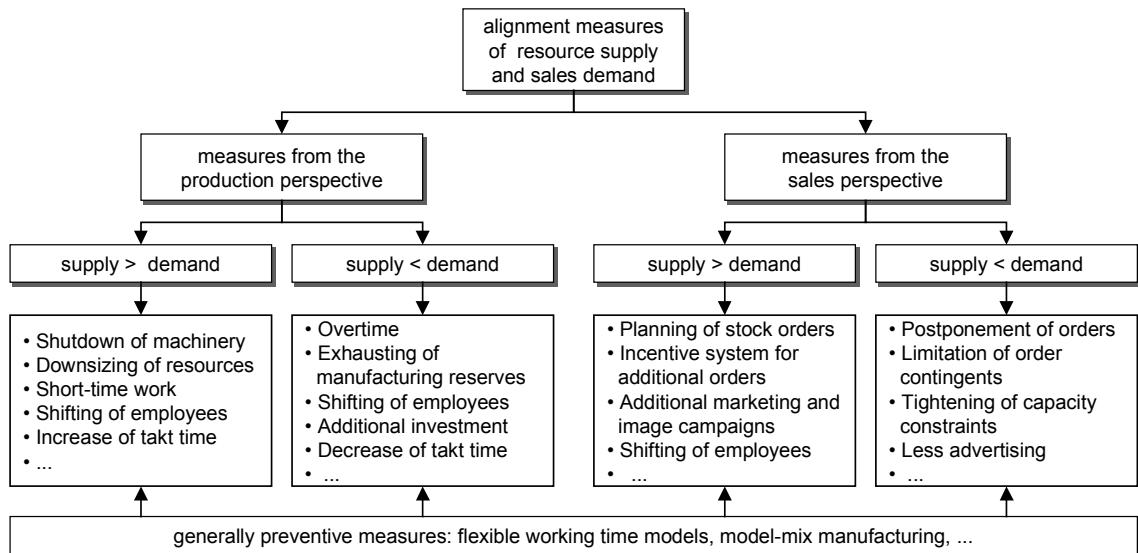 alignment measures
of resource supply
and sales demand
measures from the
production perspective
measures from the
sales perspective
supply > demand
supply < demand
supply > demand
supply < demand
• Shutdown of machinery
• Downsizing of resources
• Short-time work
• Shifting of employees
• Increase of takt time
• ...
• Overtime
• Exhausting of
manufacturing reserves
• Shifting of employees
• Additional investment
• Decrease of takt time
• ...
• Planning of stock orders
• Incentive system for
additional orders
• Additional marketing and
image campaigns
• Shifting of employees
• ...
• Postponement of orders
• Limitation of order
contingents
• Tightening of capacity
constraints
• Less advertising
• ...
generally preventive measures: flexible working time models, model-mix manufacturing, ...